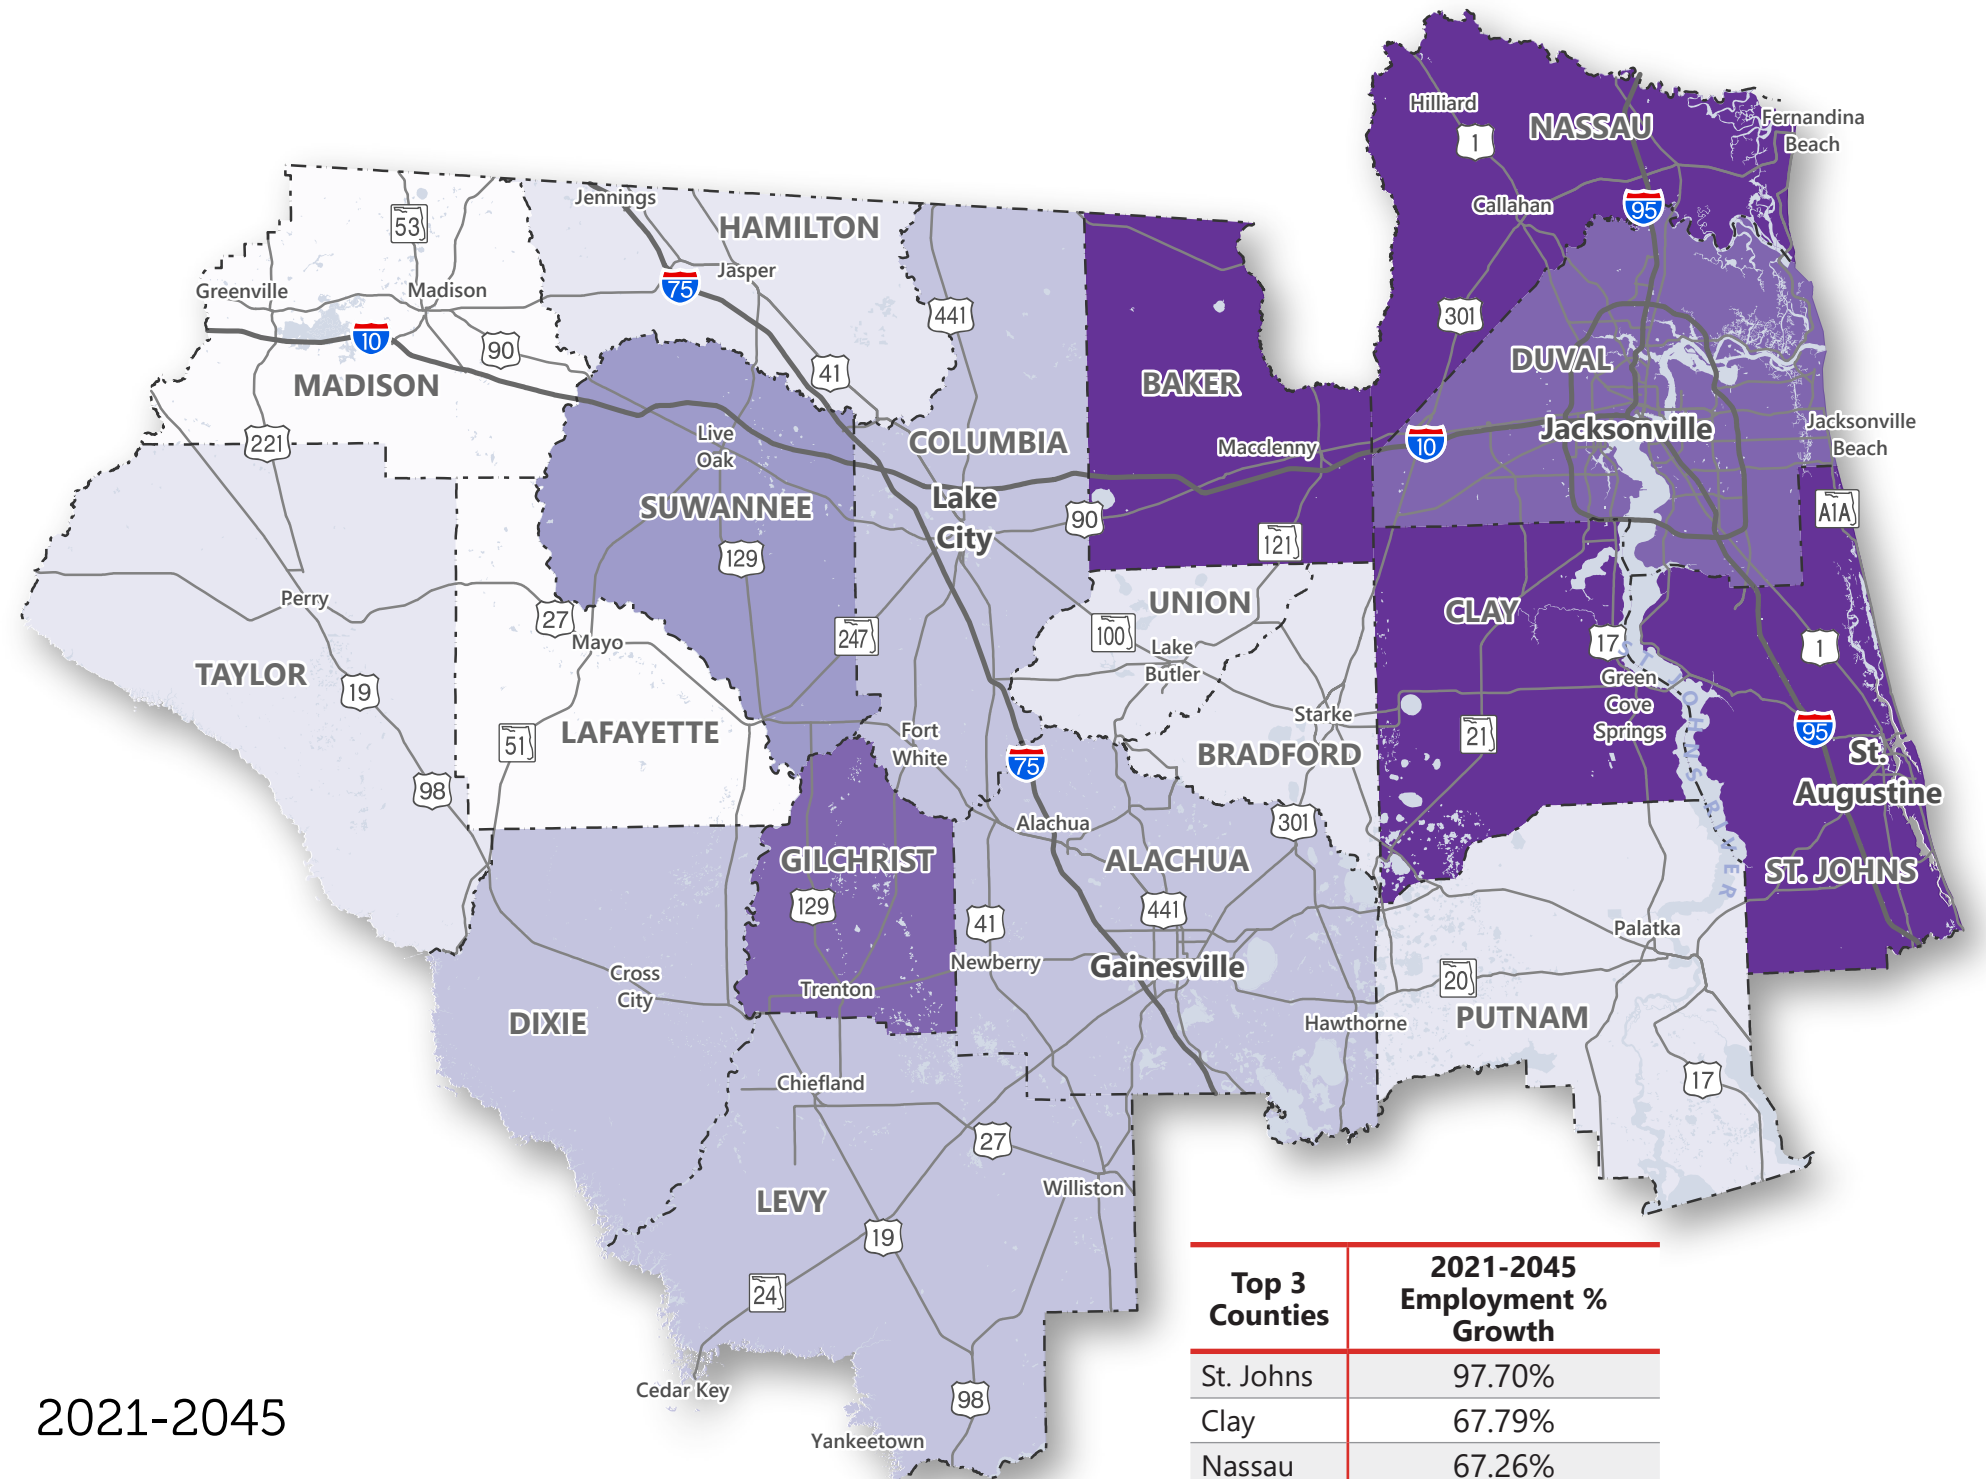 Hilliard
NASSAU
Fernandina
Beach
1
Callahan
95
53
Jennings
HAMILTON
Jasper
75
Greenville
Madison
441
301
10
90
41
MADISON
BAKER
DUVAL
221
Live
Oak
COLUMBIA
Macclenny
10
Jacksonville
Jacksonville
Beach
SUWANNEE
Lake
City
90
121
A1A
129
Perry
27
Mayo
247
UNION
100
Lake
Butler
CLAY
17
1
TAYLOR
19
Green
Cove
Springs
ST JOHNS RIVER
51
LAFAYETTE
Fort
White
75
Starke
BRADFORD
21
95
St.
Augustine
98
Alachua
301
GILCHRIST
ALACHUA
ST. JOHNS
129
41
441
Palatka
Cross
City
Newberry
Gainesville
Trenton
20
DIXIE
Hawthorne
PUTNAM
Chiefland
17
27
LEVY
Williston
19
24
Cedar Key
98
Yankeetown
2021-2045
Top 3
Counties
2021-2045
Employment %
Growth
St. Johns 97.70%
Clay 67.79%
Nassau 67.26%